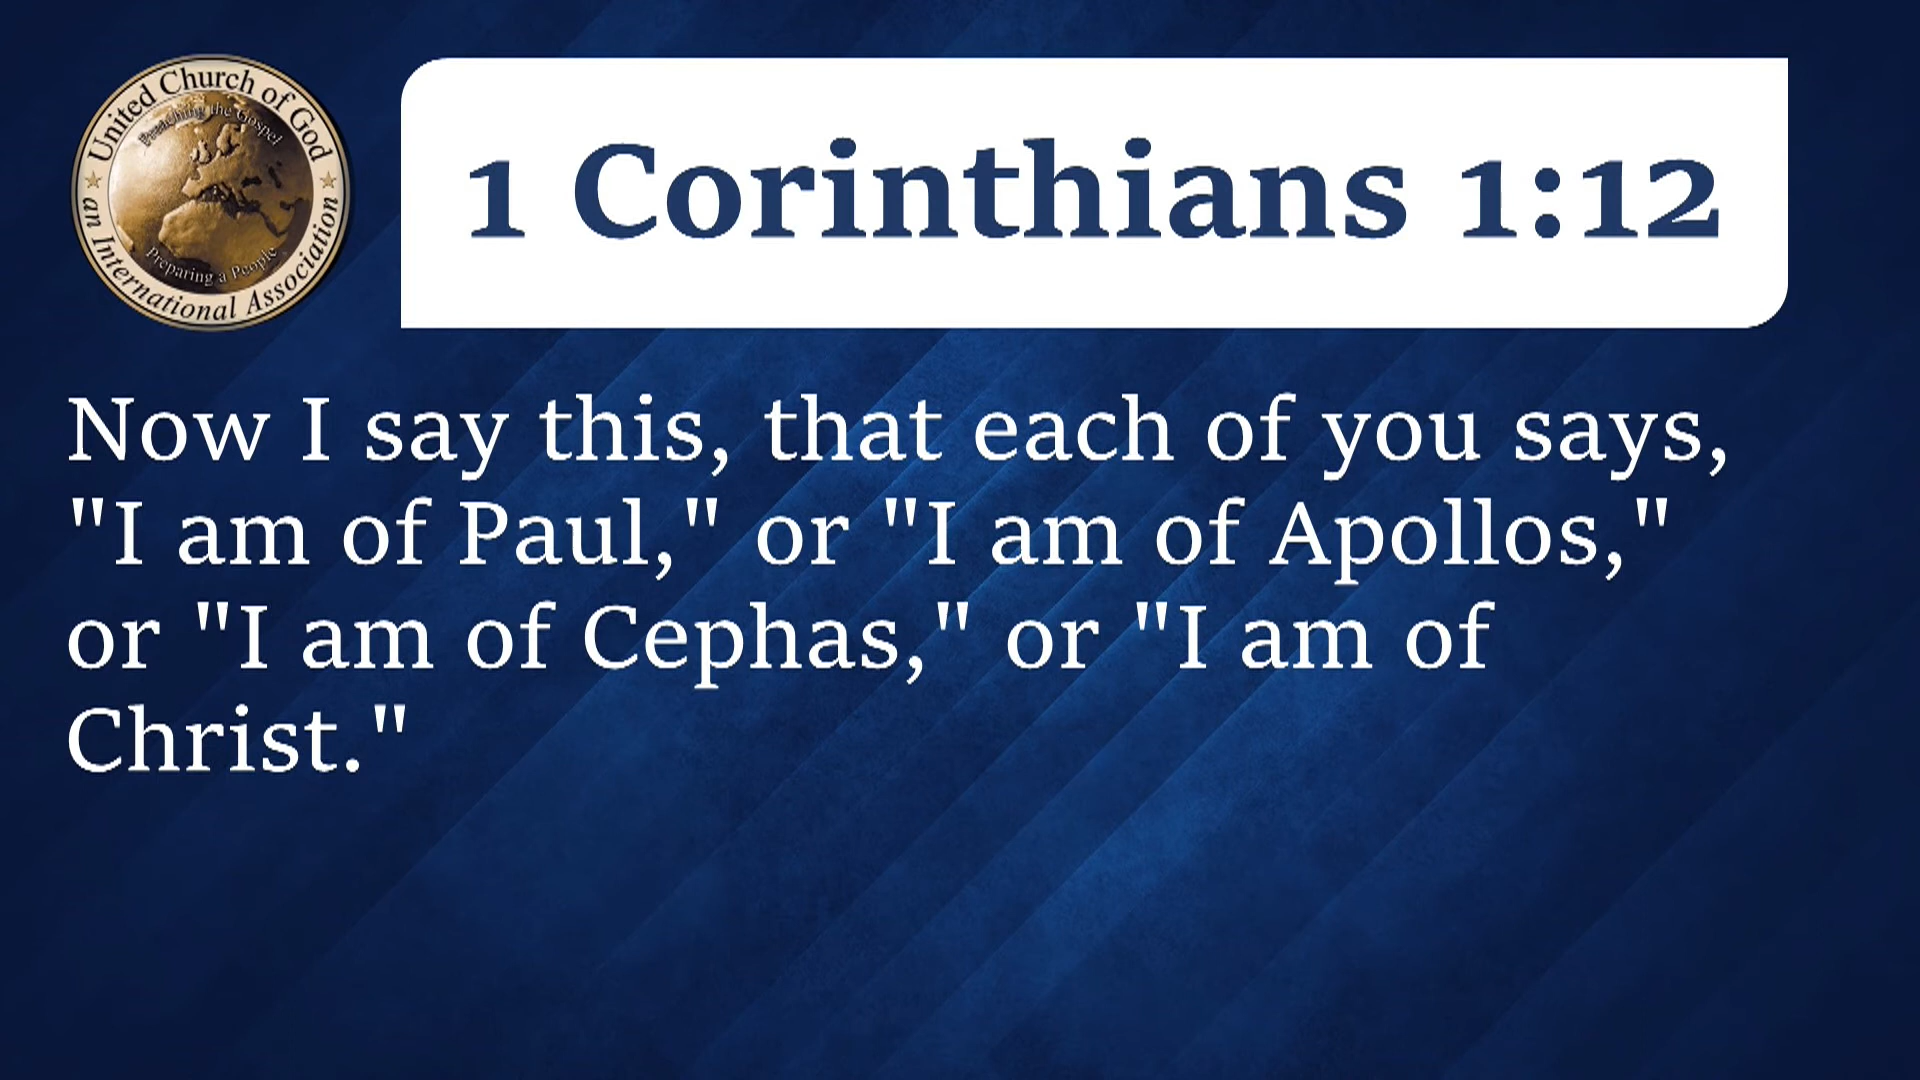 United Church of God
Preaching the Gospel
Preparing a People
an International Association
1 Corinthians 1:12
Now I say this, that each of you says,
"I am of Paul," or "I am of Apollos,"
or "I am of Cephas," or "I am of
Christ."